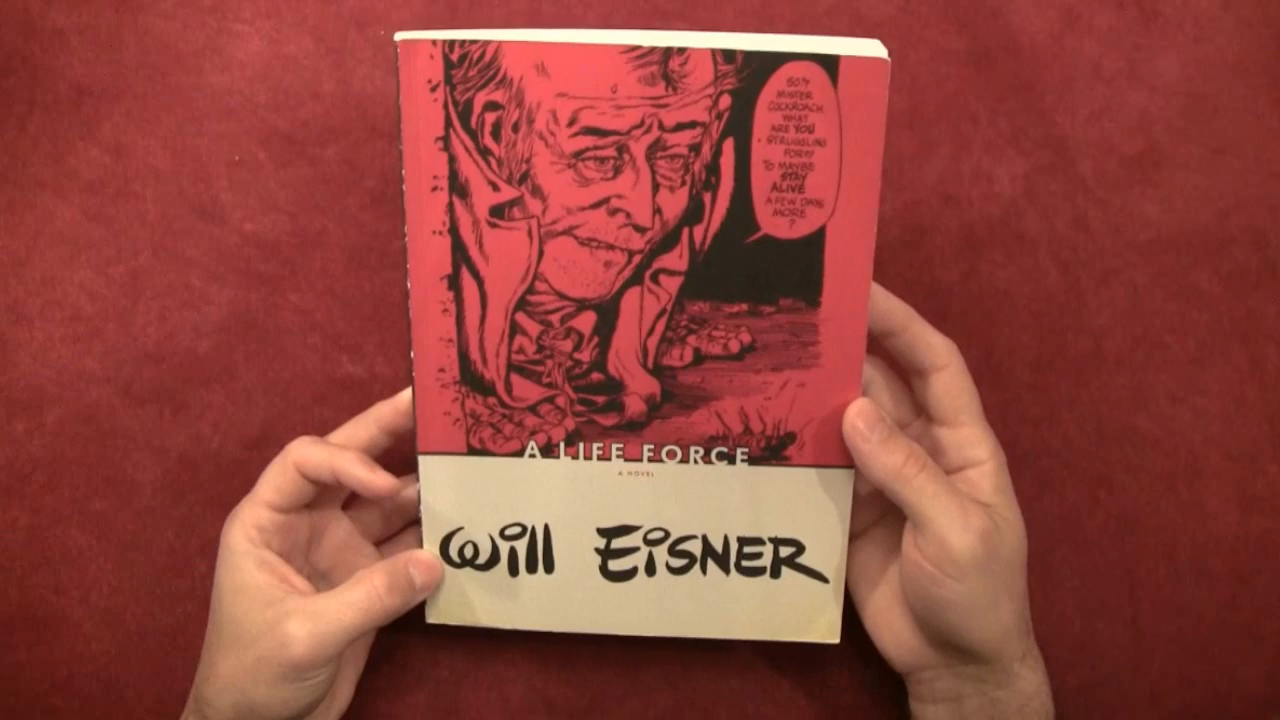 SO??
MISTER
COCKROACH
WHAT
ARE YOU
STRUGGLING
FOR??
TO MAYBE
STAY
ALIVE
A FEW DAYS
MORE
?
A LIFE FORCE
A NOVEL
Will EiSNER